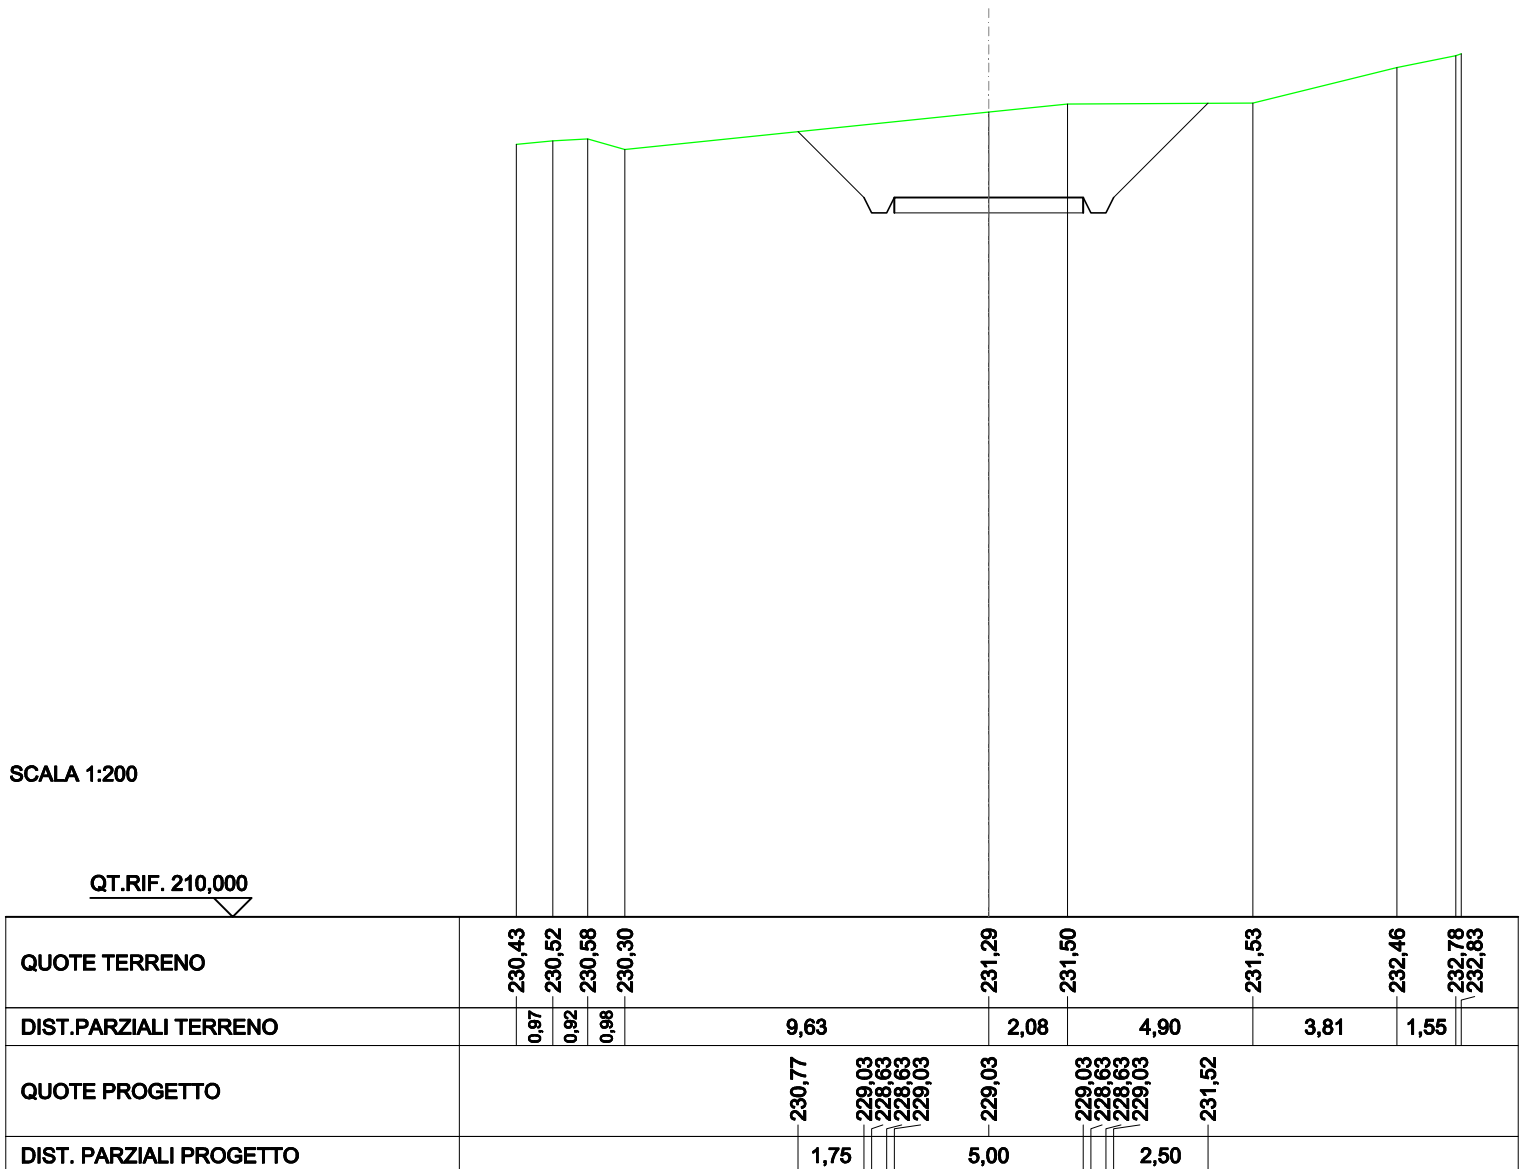 SCALA 1:200
QT.RIF. 210,000
QUOTE TERRENO 230,43 230,52 230,58 230,30 231,29 231,50 231,53 232,46 232,78 232,83
DIST.PARZIALI TERRENO 0,97 0,92 0,98 9,63 2,08 4,90 3,81 1,55
QUOTE PROGETTO 230,77 229,03 228,63 228,63 229,03 229,03 229,03 228,63 228,63 229,03 231,52
DIST. PARZIALI PROGETTO 1,75 5,00 2,50